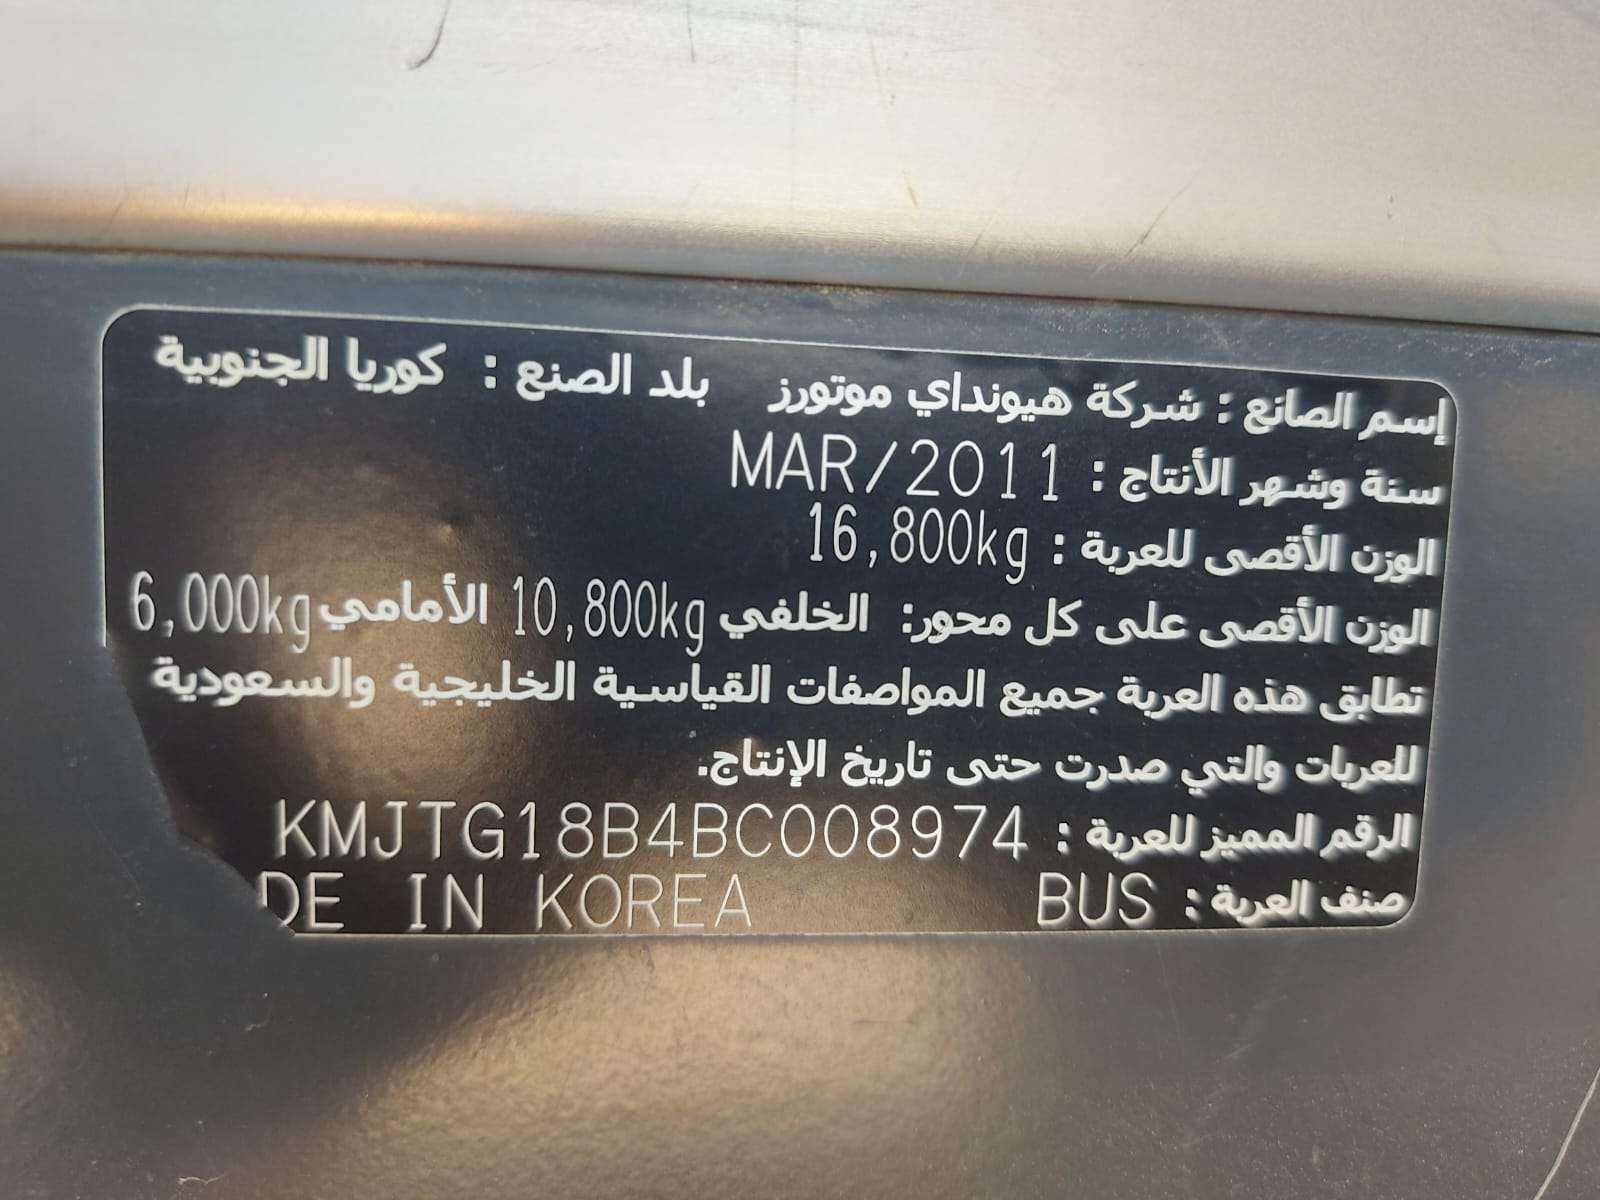 إسم الصانع : شركة هيونداي موتورز بلد الصنع : كوريا الجنوبية
سنة وشهر الأنتاج : MAR/2011
الوزن الأقصى للعربة : 16,800kg
الوزن الأقصى على كل محور: الخلفي 10,800kg الأمامي 6,000kg
تطابق هذه العربة جميع المواصفات القياسية الخليجية والسعودية
للعربات والتي صدرت حتى تاريخ الإنتاج.
الرقم المميز للعربة : KMJTG18B4BC008974
صنف العربة : BUS DE IN KOREA